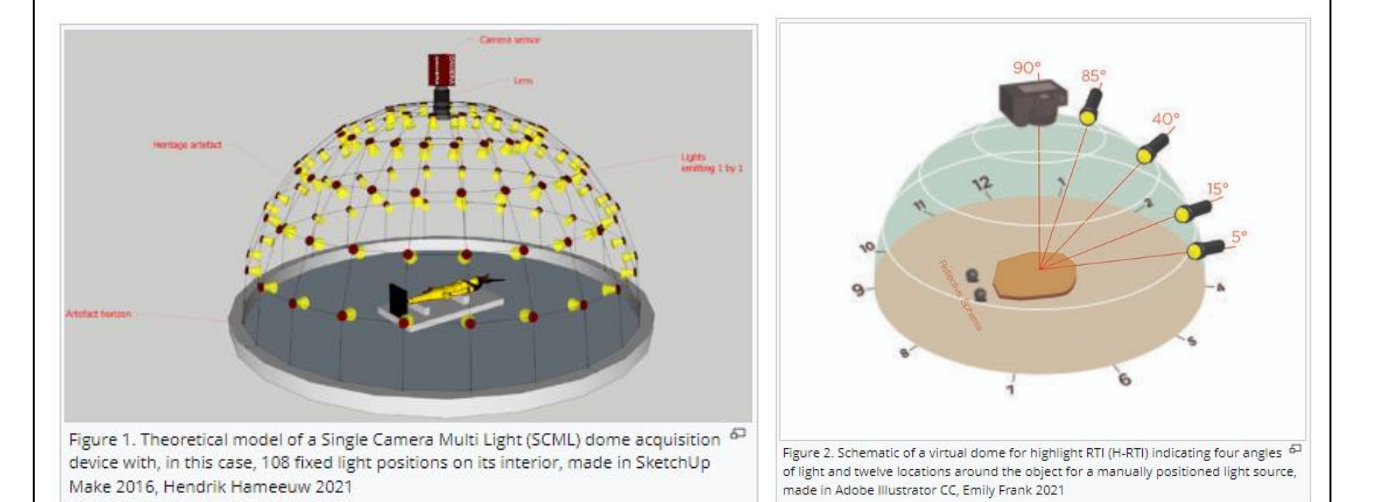 Camera sensor
Lens
Heritage artefact
Lights
emitting 1 by 1
Artefact horizon
Figure 1. Theoretical model of a Single Camera Multi Light (SCML) dome acquisition
device with, in this case, 108 fixed light positions on its interior, made in SketchUp
Make 2016, Hendrik Hameeuw 2021
90°
85°
40°
15°
5°
12
1
11
2
10
9
4
8
5
7
6
Reflective Spheres
Figure 2. Schematic of a virtual dome for highlight RTI (H-RTI) indicating four angles
of light and twelve locations around the object for a manually positioned light source,
made in Adobe Illustrator CC, Emily Frank 2021